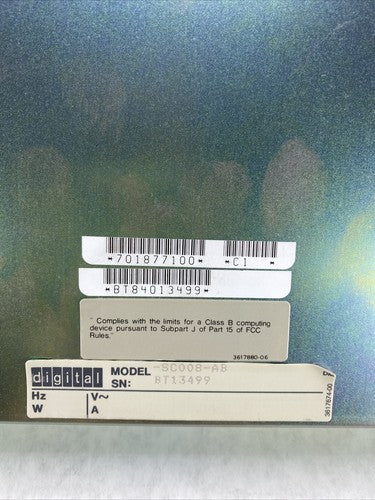 *701877100* *C1*
*BT84013499*
"Complies with the limits for a Class B computing
device pursuant to Subpart J of Part 15 of FCC
Rules."
3617880-06
digital MODEL -SC008-AB
SN: BT13499
Hz V~
W A
3617674-00